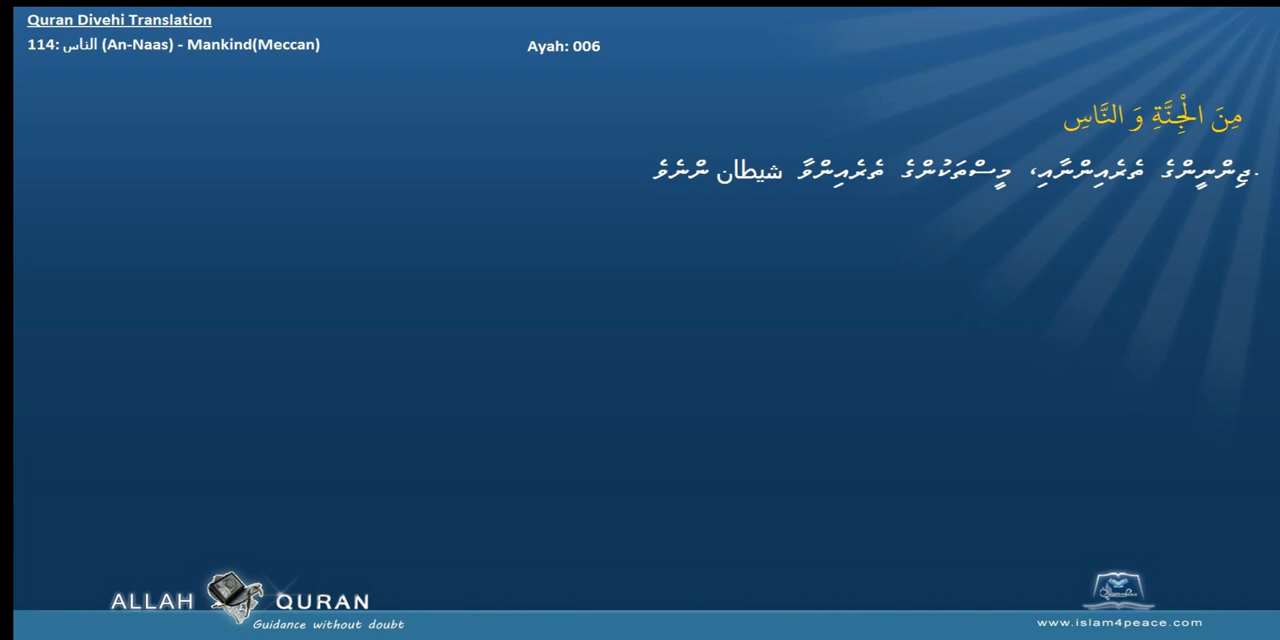 Quran Divehi Translation
114: الناس (An-Naas) - Mankind(Meccan)
Ayah: 006
مِنَ الْجِنَّةِ وَ النَّاسِ
.ޖިންނީންގެ ތެރެއިންނާއި، މީސްތަކުންގެ ތެރެއިންވާ شيطان ންނެވެ
ALLAH QURAN
Guidance without doubt
www.islam4peace.com